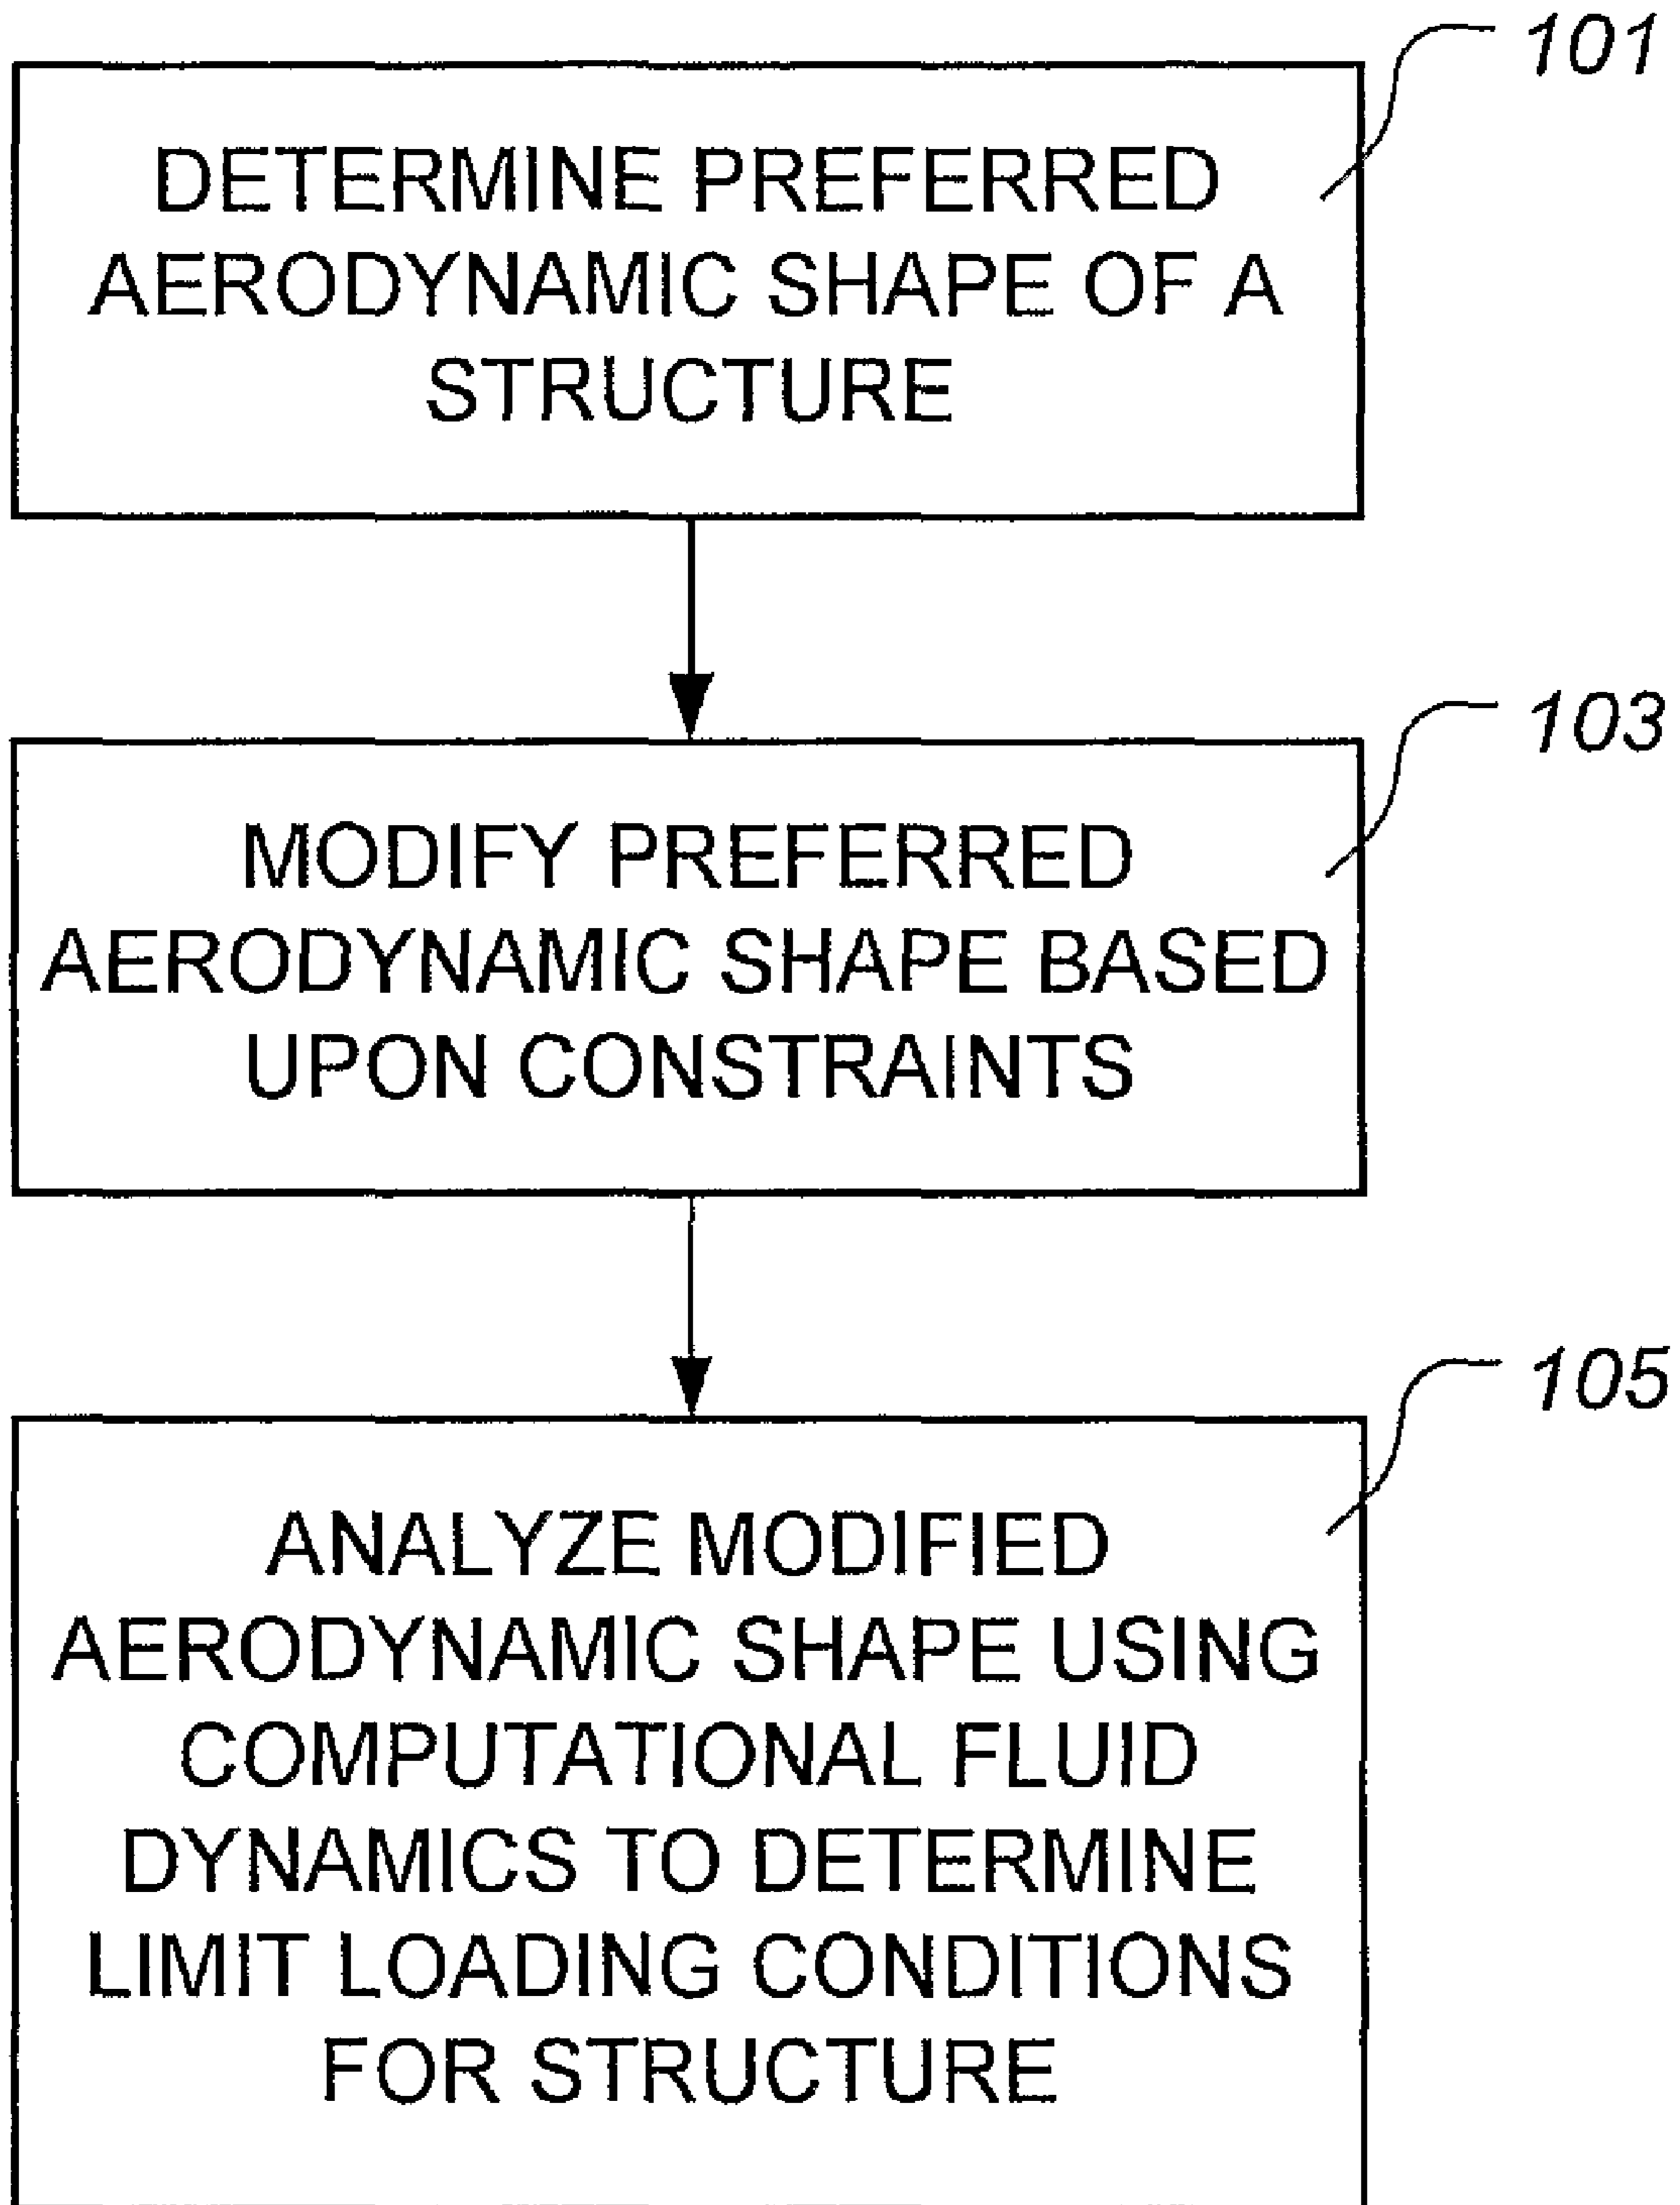 101
DETERMINE PREFERRED
AERODYNAMIC SHAPE OF A
STRUCTURE
103
MODIFY PREFERRED
AERODYNAMIC SHAPE BASED
UPON CONSTRAINTS
105
ANALYZE MODIFIED
AERODYNAMIC SHAPE USING
COMPUTATIONAL FLUID
DYNAMICS TO DETERMINE
LIMIT LOADING CONDITIONS
FOR STRUCTURE